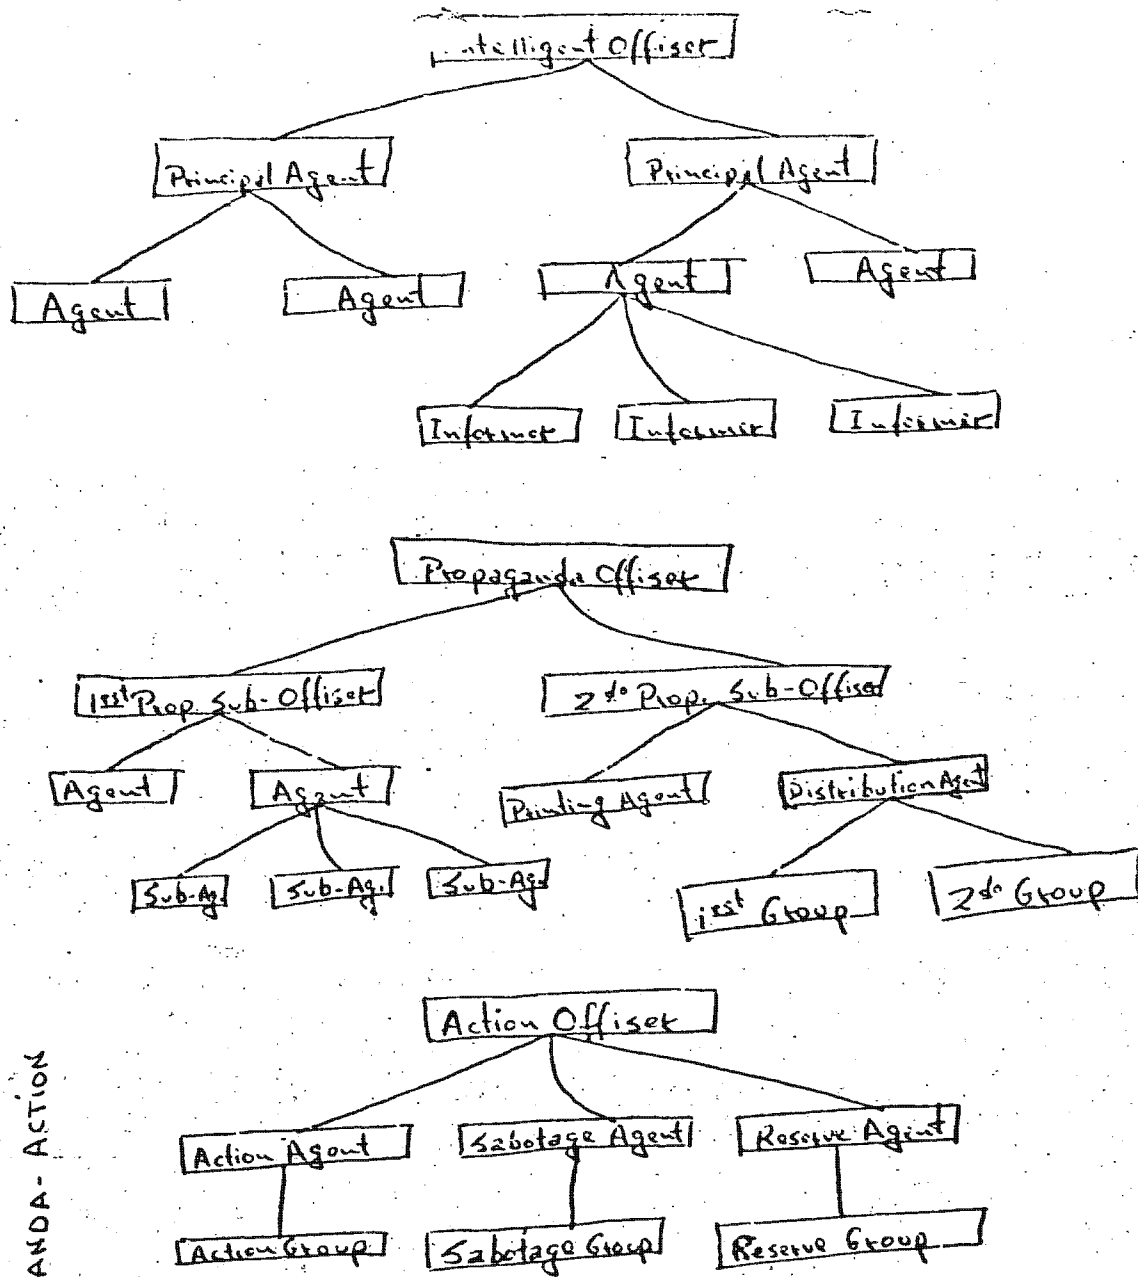 Intelligent Offiser
Principal Agent
Principal Agent
Agent
Agent
Agent
Agent
Informer
Informer
Informer
Propaganda Offiser
1sst Prop. Sub-Offiser
2do Prop. Sub-Offiser
Agent
Agent
Printing Agent
Distribution Agent
Sub-Ag.
Sub-Ag.
Sub-Ag.
1sst Group
2do Group
Action Offiser
Action Agent
Sabotage Agent
Reserve Agent
Action Group
Sabotage Group
Reserve Group
ANDA - ACTION